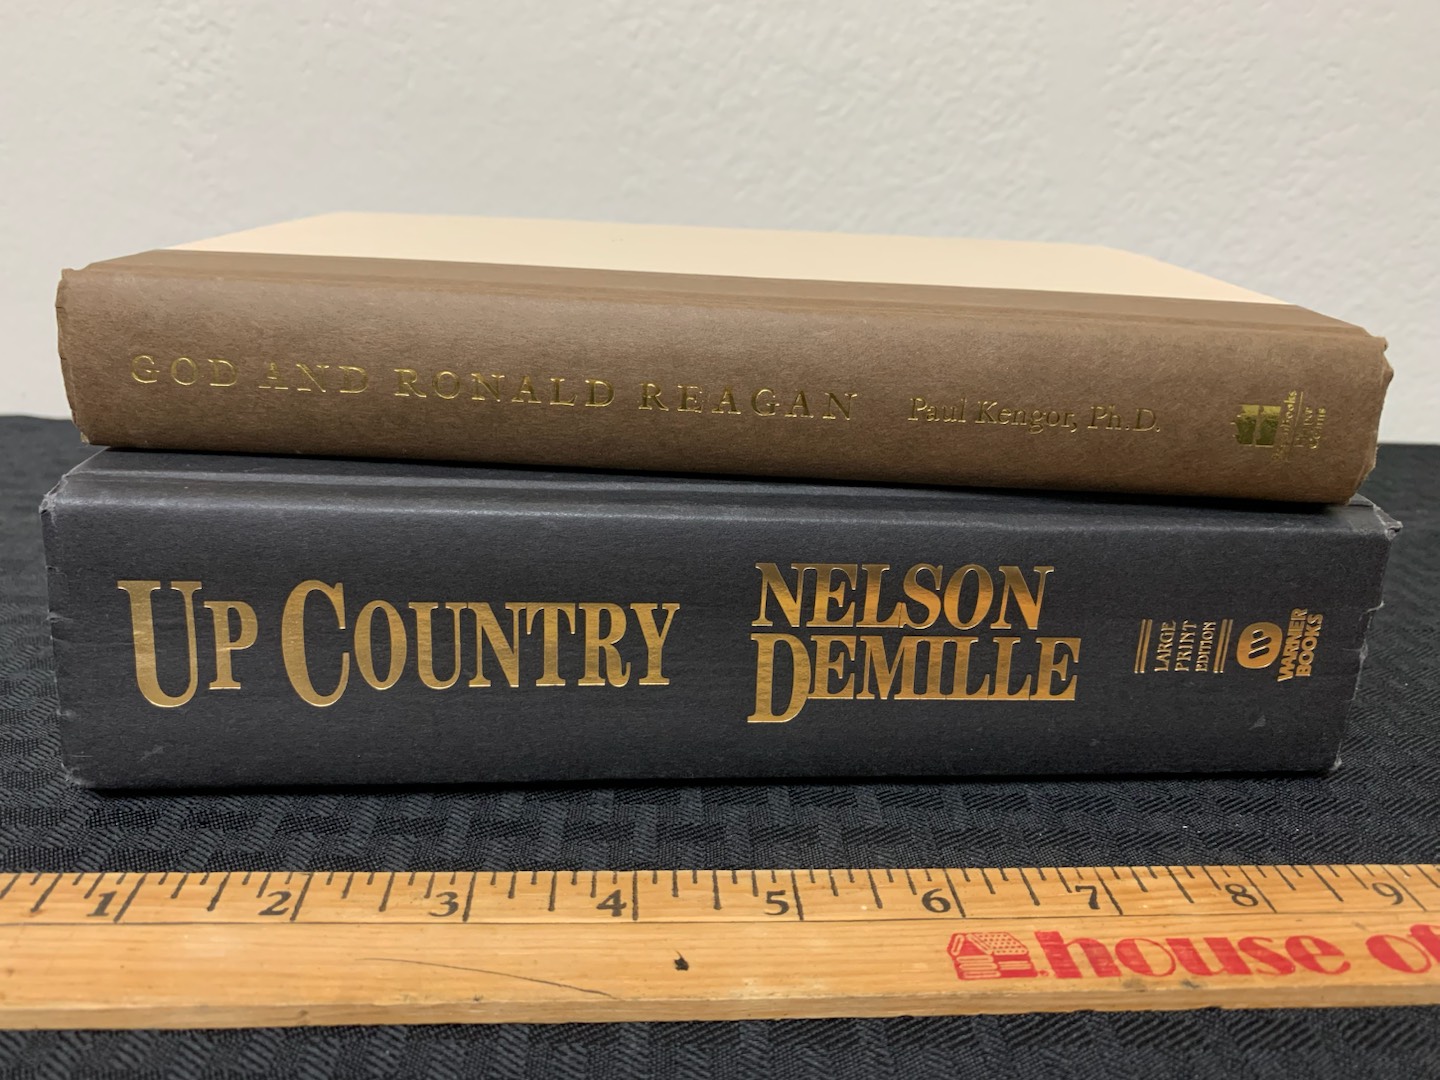 GOD AND RONALD REAGAN Paul Kengor, Ph.D.
UP COUNTRY
NELSON
DEMILLE
LARGE
PRINT
EDITION
W
WARNER
BOOKS
1 2 3 4 5 6 7 8 9
house of